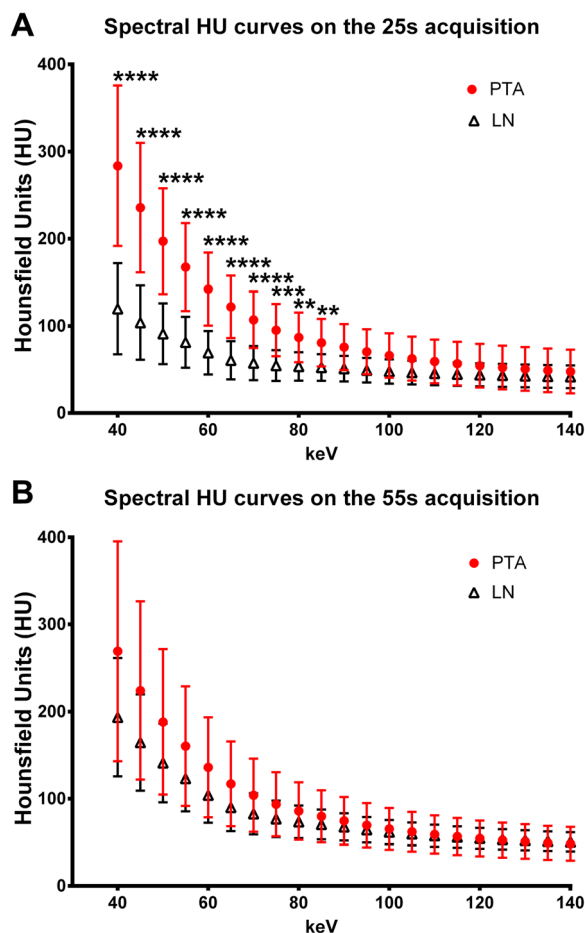 A
Spectral HU curves on the 25s acquisition
Hounsfield Units (HU)
400
300
200
100
0
****
****
****
****
****
****
****
***
**
**
PTA
LN
40
60
80
100
120
140
keV
B
Spectral HU curves on the 55s acquisition
Hounsfield Units (HU)
400
300
200
100
0
PTA
LN
40
60
80
100
120
140
keV